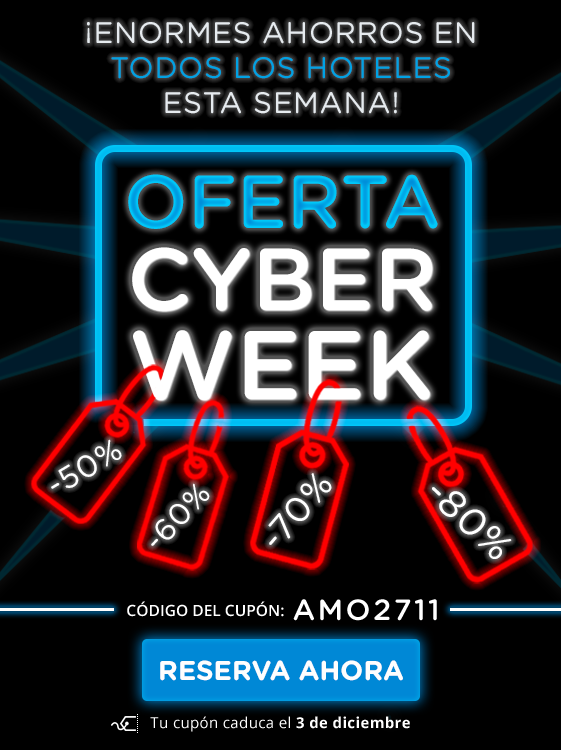 ¡ENORMES AHORROS EN
TODOS LOS HOTELES
ESTA SEMANA!
OFERTA
CYBER
WEEK
-50%
-60%
-70%
-80%
CÓDIGO DEL CUPÓN: AMO2711
RESERVA AHORA
Tu cupón caduca el 3 de diciembre